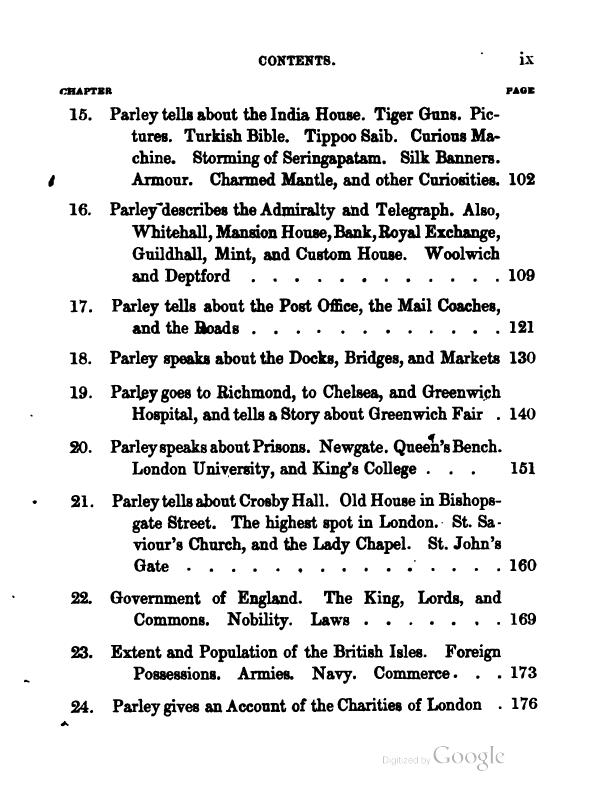 CONTENTS. ix
CHAPTER PAGE
15. Parley tells about the India House. Tiger Guns. Pic-
tures. Turkish Bible. Tippoo Saib. Curious Ma-
chine. Storming of Seringapatam. Silk Banners.
Armour. Charmed Mantle, and other Curiosities. 102
16. Parley describes the Admiralty and Telegraph. Also,
Whitehall, Mansion House, Bank, Royal Exchange,
Guildhall, Mint, and Custom House. Woolwich
and Deptford . . . . . . . . . . . . 109
17. Parley tells about the Post Office, the Mail Coaches,
and the Roads . . . . . . . . . . . . 121
18. Parley speaks about the Docks, Bridges, and Markets 130
19. Parley goes to Richmond, to Chelsea, and Greenwich
Hospital, and tells a Story about Greenwich Fair . 140
20. Parley speaks about Prisons. Newgate. Queen's Bench.
London University, and King's College . . . 151
21. Parley tells about Crosby Hall. Old House in Bishops-
gate Street. The highest spot in London. St. Sa-
viour's Church, and the Lady Chapel. St. John's
Gate . . . . . . . . . . . . . . . 160
22. Government of England. The King, Lords, and
Commons. Nobility. Laws . . . . . . . 169
23. Extent and Population of the British Isles. Foreign
Possessions. Armies. Navy. Commerce . . . 173
24. Parley gives an Account of the Charities of London . 176
Digitized by Google